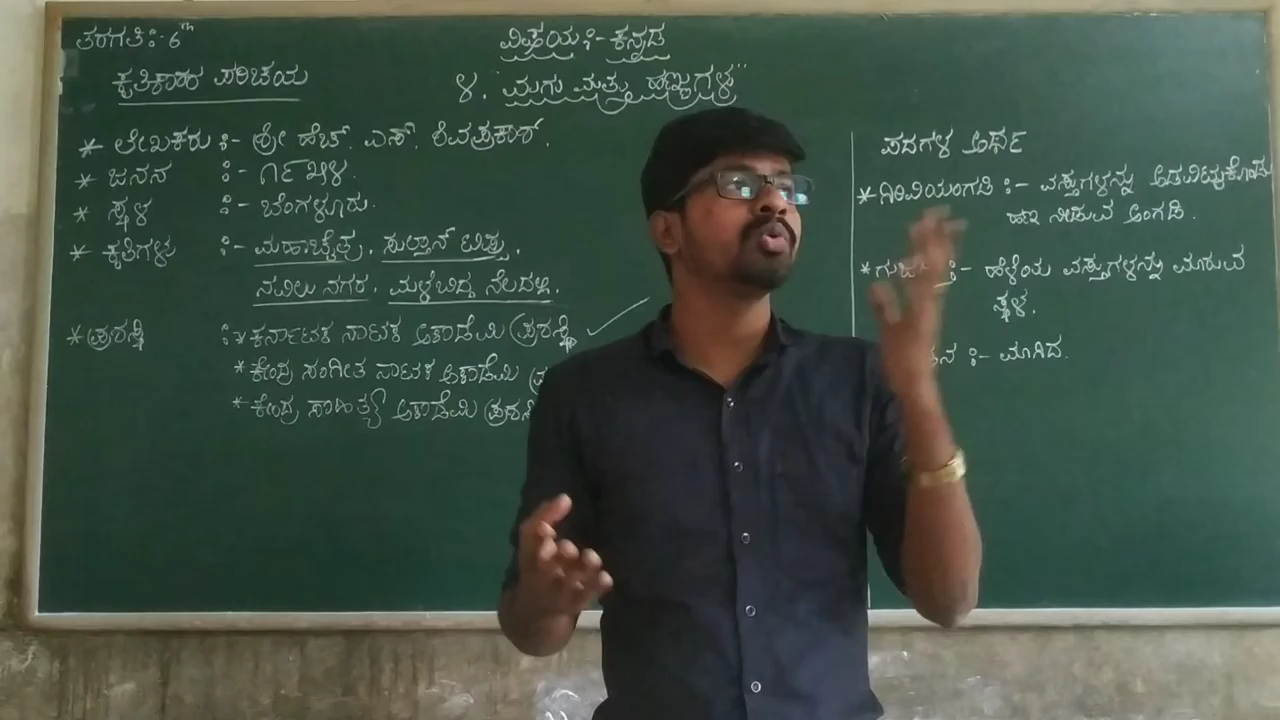 ತರಗತಿ :- 6th
ವಿಷಯ :- ಕನ್ನಡ
ಕೃತಿಕಾರರ ಪರಿಚಯ
೪. "ಮಗು ಮತ್ತು ಹಣ್ಣುಗಳು"
* ಲೇಖಕರು :- ಶ್ರೀ ಹೆಚ್. ಎಸ್. ಶಿವಪ್ರಕಾಶ್.
* ಜನನ :- ೧೯೫೪.
* ಸ್ಥಳ :- ಬೆಂಗಳೂರು.
* ಕೃತಿಗಳು :- ಮಹಾಚೈತ್ರ, ಸುಲ್ತಾನ್ ಟಿಪ್ಪು,
ನವಿಲು ನಗರ, ಮಳೆಬಿದ್ದ ನೆಲದಲ್ಲಿ.
* ಪ್ರಶಸ್ತಿ :- * ಕರ್ನಾಟಕ ನಾಟಕ ಅಕಾಡೆಮಿ ಪ್ರಶಸ್ತಿ
* ಕೇಂದ್ರ ಸಂಗೀತ ನಾಟಕ ಅಕಾಡೆಮಿ
* ಕೇಂದ್ರ ಸಾಹಿತ್ಯ ಅಕಾಡೆಮಿ
ಪದಗಳ ಅರ್ಥ
* ಗಿರಿವಿಯಂಗಡಿ :- ವಸ್ತುಗಳನ್ನು ಅಡವಿಟ್ಟುಕೊಂಡು
ಹಣ ನೀಡುವ ಅಂಗಡಿ.
:- ಹಳೆಯ ವಸ್ತುಗಳನ್ನು ಮಾರುವ
ಸ್ಥಳ.
:- ಮಾಗಿದ.